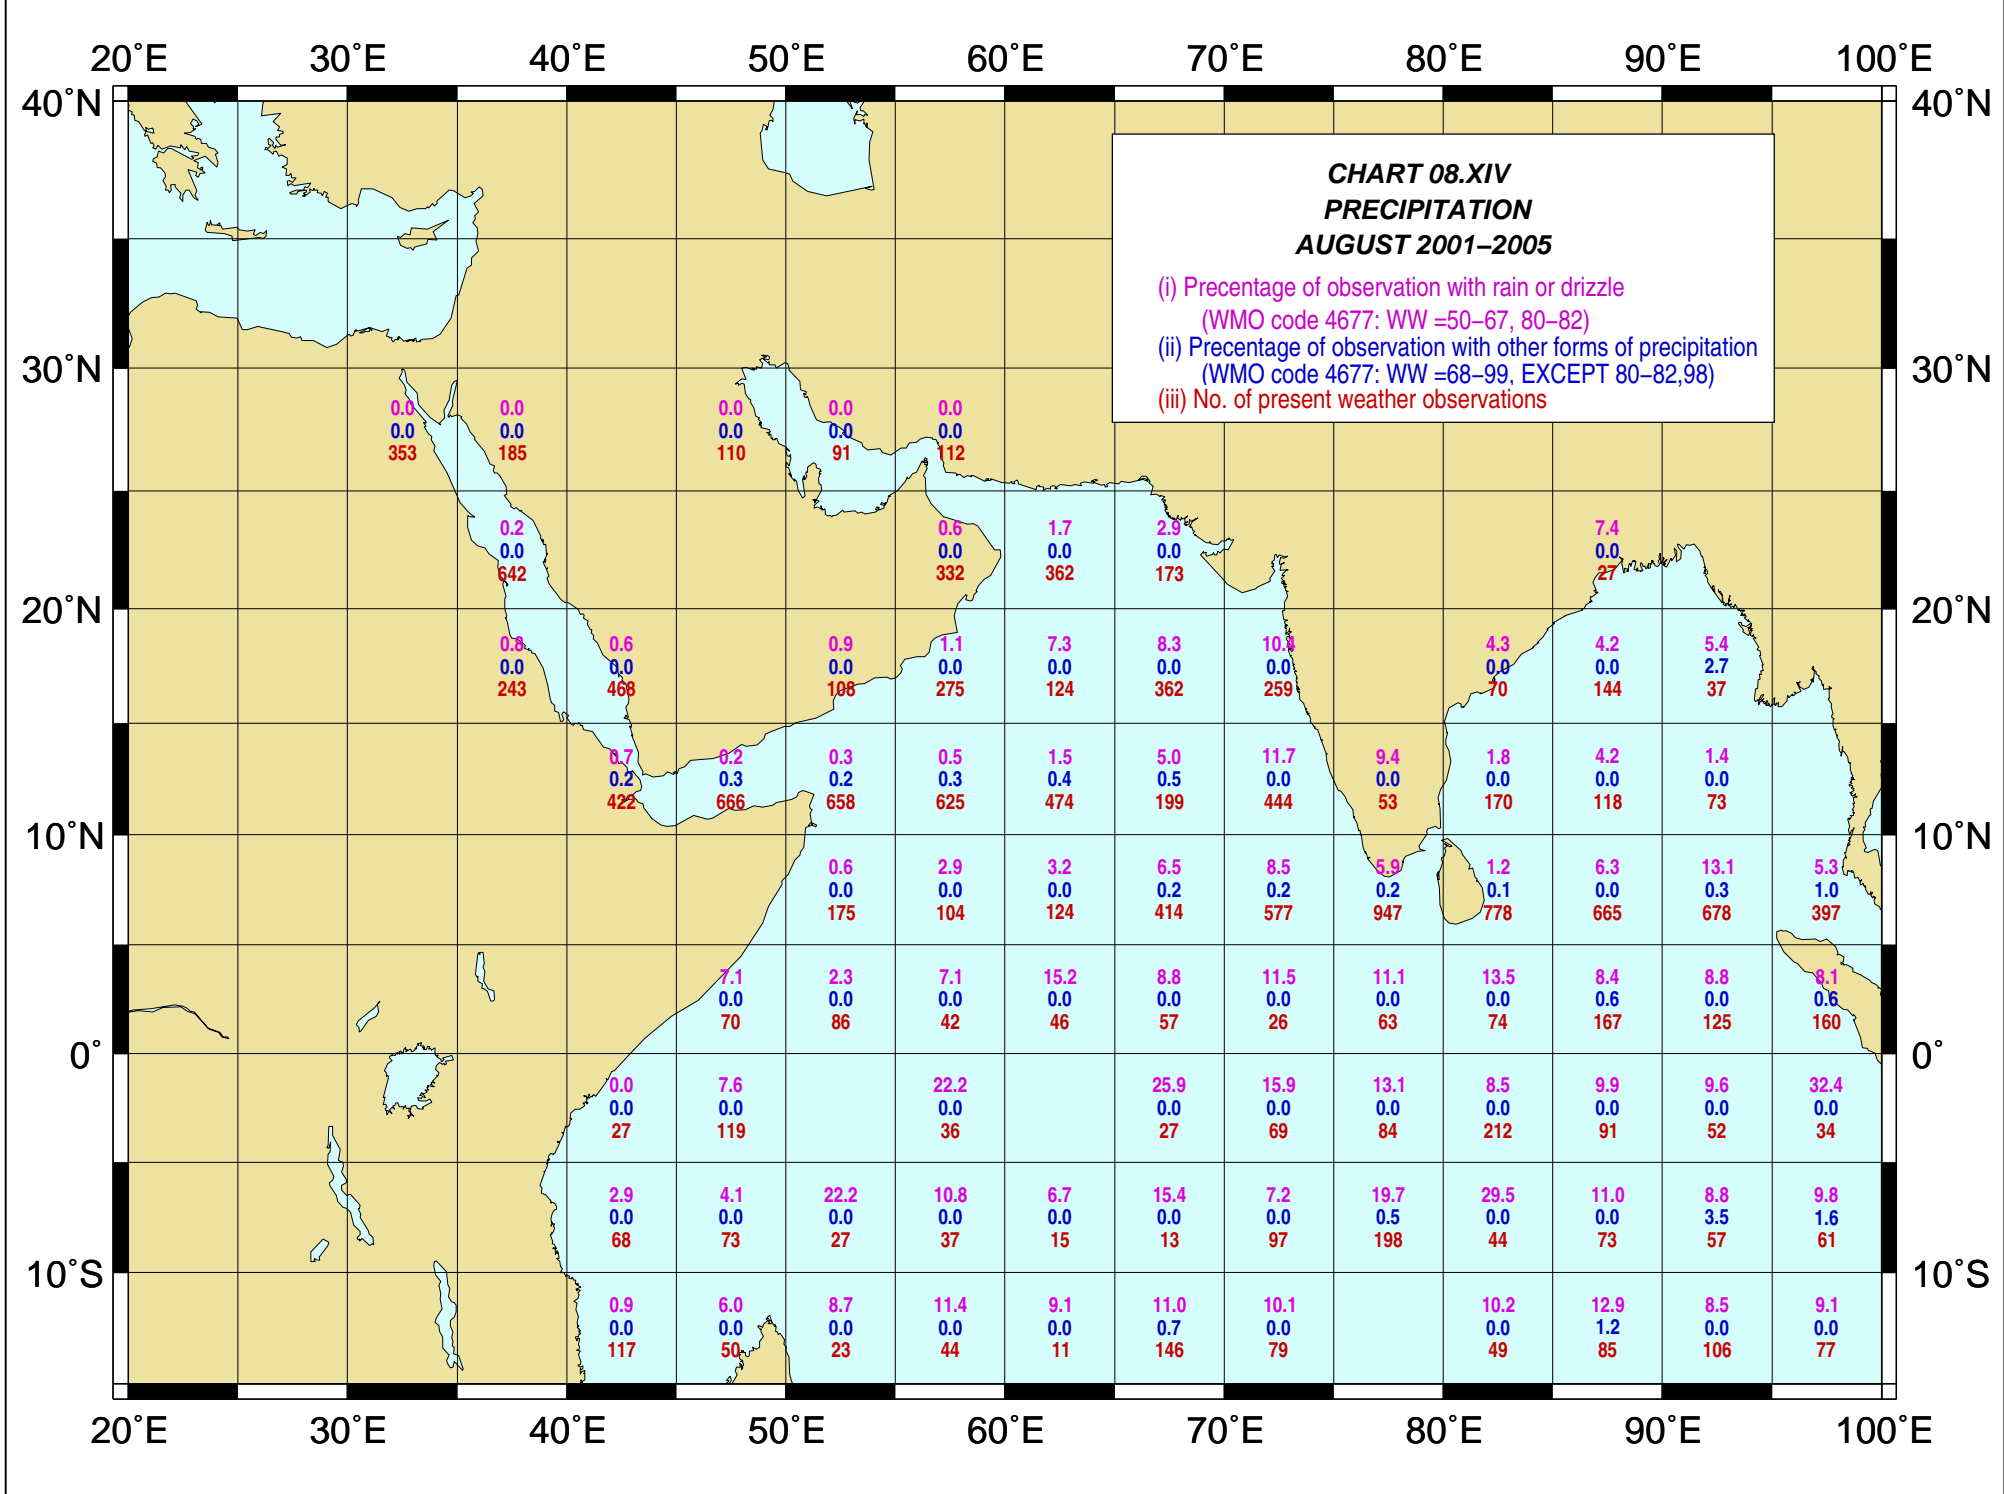 20°E 30°E 40°E 50°E 60°E 70°E 80°E 90°E 100°E
40°N 40°N
CHART 08.XIV
PRECIPITATION
AUGUST 2001–2005
(i) Precentage of observation with rain or drizzle
(WMO code 4677: WW =50–67, 80–82)
(ii) Precentage of observation with other forms of precipitation
(WMO code 4677: WW =68–99, EXCEPT 80–82,98)
(iii) No. of present weather observations
30°N 30°N
0.0 0.0 0.0 0.0 0.0
0.0 0.0 0.0 0.0 0.0
353 185 110 91 112
0.2 0.6 1.7 2.9 7.4
0.0 0.0 0.0 0.0 0.0
642 332 362 173 27
20°N 20°N
0.8 0.6 0.9 1.1 7.3 8.3 10.4 4.3 4.2 5.4
0.0 0.0 0.0 0.0 0.0 0.0 0.0 0.0 0.0 2.7
243 468 108 275 124 362 259 70 144 37
0.7 0.2 0.3 0.5 1.5 5.0 11.7 9.4 1.8 4.2 1.4
0.2 0.3 0.2 0.3 0.4 0.5 0.0 0.0 0.0 0.0 0.0
422 666 658 625 474 199 444 53 170 118 73
10°N 10°N
0.6 2.9 3.2 6.5 8.5 5.9 1.2 6.3 13.1 5.3
0.0 0.0 0.0 0.2 0.2 0.2 0.1 0.0 0.3 1.0
175 104 124 414 577 947 778 665 678 397
7.1 2.3 7.1 15.2 8.8 11.5 11.1 13.5 8.4 8.8 8.1
0.0 0.0 0.0 0.0 0.0 0.0 0.0 0.0 0.6 0.0 0.6
70 86 42 46 57 26 63 74 167 125 160
0° 0°
0.0 7.6 22.2 25.9 15.9 13.1 8.5 9.9 9.6 32.4
0.0 0.0 0.0 0.0 0.0 0.0 0.0 0.0 0.0 0.0
27 119 36 27 69 84 212 91 52 34
2.9 4.1 22.2 10.8 6.7 15.4 7.2 19.7 29.5 11.0 8.8 9.8
0.0 0.0 0.0 0.0 0.0 0.0 0.0 0.5 0.0 0.0 3.5 1.6
68 73 27 37 15 13 97 198 44 73 57 61
10°S 10°S
0.9 6.0 8.7 11.4 9.1 11.0 10.1 10.2 12.9 8.5 9.1
0.0 0.0 0.0 0.0 0.0 0.7 0.0 0.0 1.2 0.0 0.0
117 50 23 44 11 146 79 49 85 106 77
20°E 30°E 40°E 50°E 60°E 70°E 80°E 90°E 100°E